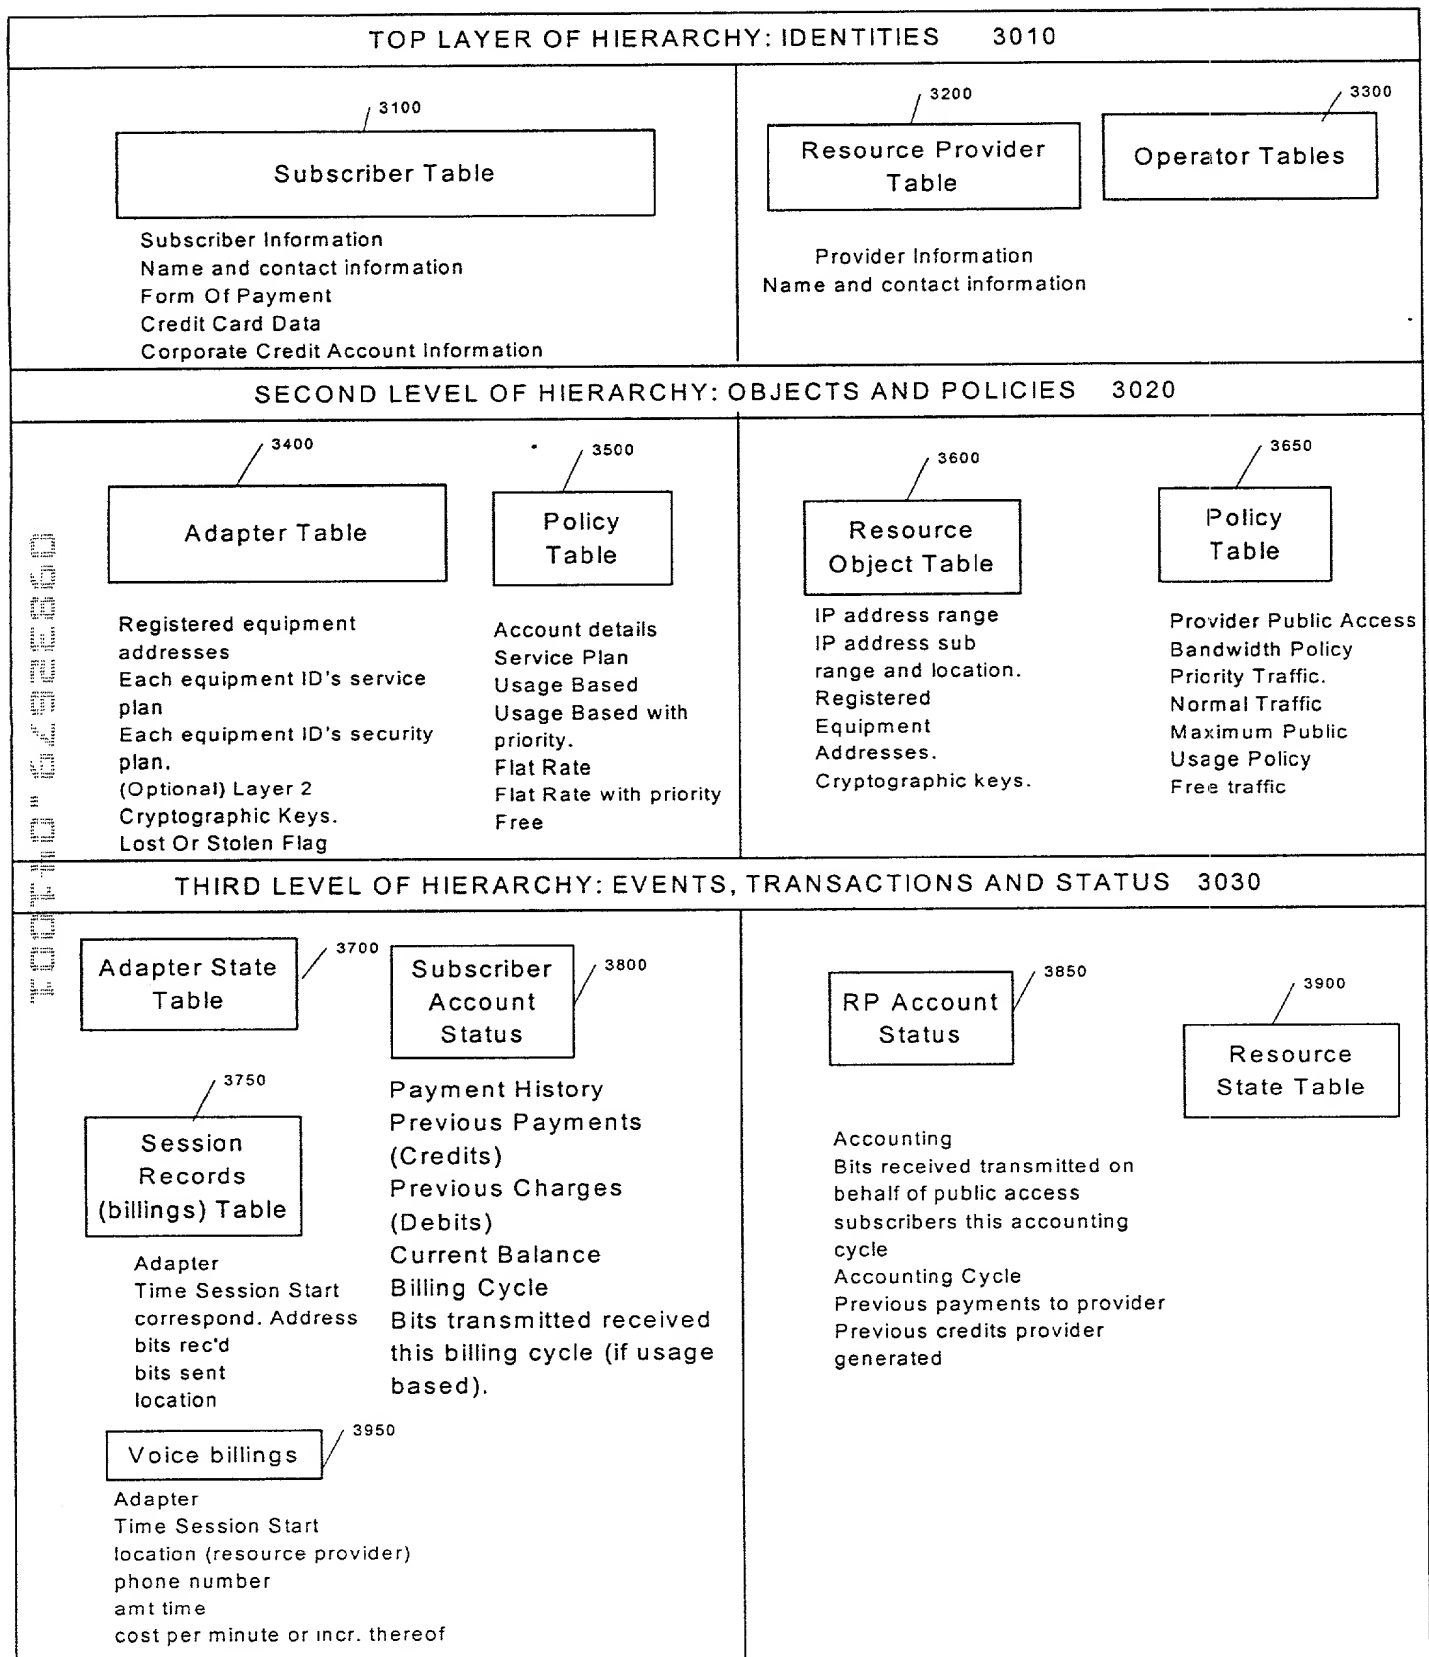 TOP LAYER OF HIERARCHY: IDENTITIES 3010
3100
Subscriber Table
Subscriber Information
Name and contact information
Form Of Payment
Credit Card Data
Corporate Credit Account Information
3200
Resource Provider
Table
Provider Information
Name and contact information
3300
Operator Tables
SECOND LEVEL OF HIERARCHY: OBJECTS AND POLICIES 3020
3400
Adapter Table
Registered equipment
addresses
Each equipment ID's service
plan
Each equipment ID's security
plan.
(Optional) Layer 2
Cryptographic Keys.
Lost Or Stolen Flag
3500
Policy
Table
Account details
Service Plan
Usage Based
Usage Based with
priority.
Flat Rate
Flat Rate with priority
Free
3600
Resource
Object Table
IP address range
IP address sub
range and location.
Registered
Equipment
Addresses.
Cryptographic keys.
3650
Policy
Table
Provider Public Access
Bandwidth Policy
Priority Traffic.
Normal Traffic
Maximum Public
Usage Policy
Free traffic
THIRD LEVEL OF HIERARCHY: EVENTS, TRANSACTIONS AND STATUS 3030
3700
Adapter State
Table
3750
Session
Records
(billings) Table
Adapter
Time Session Start
correspond. Address
bits rec'd
bits sent
location
3800
Subscriber
Account
Status
Payment History
Previous Payments
(Credits)
Previous Charges
(Debits)
Current Balance
Billing Cycle
Bits transmitted received
this billing cycle (if usage
based).
3950
Voice billings
Adapter
Time Session Start
location (resource provider)
phone number
amt time
cost per minute or incr. thereof
3850
RP Account
Status
Accounting
Bits received transmitted on
behalf of public access
subscribers this accounting
cycle
Accounting Cycle
Previous payments to provider
Previous credits provider
generated
3900
Resource
State Table